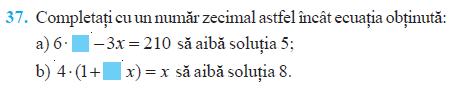 37. Completați cu un număr zecimal astfel încât ecuația obținută:
a) 6· □ −3x = 210 să aibă soluția 5;
b) 4·(1+ □ x) = x să aibă soluția 8.